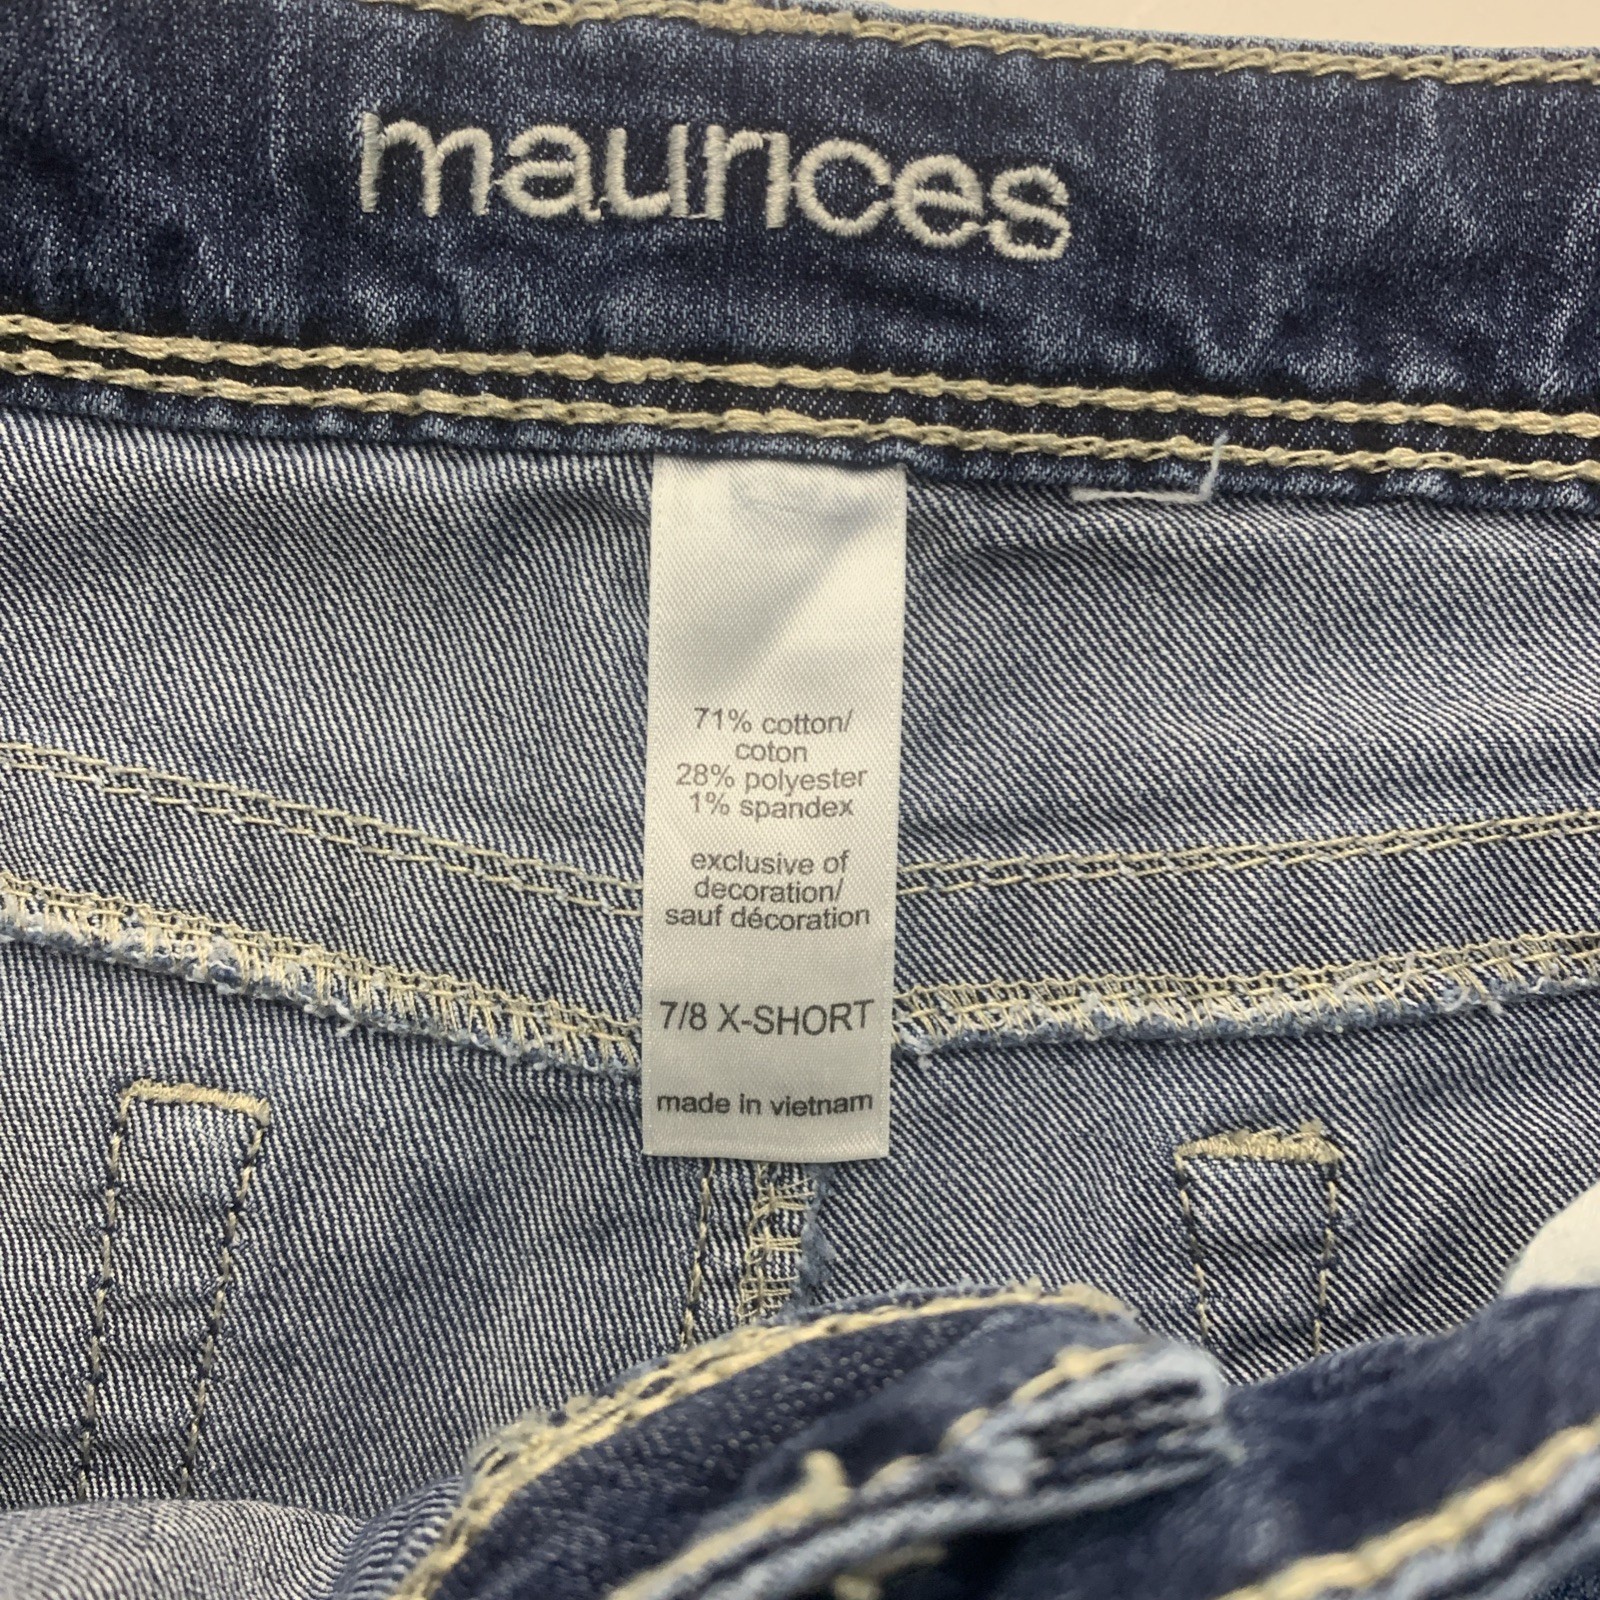 maurices
71% cotton/
coton
28% polyester
1% spandex
exclusive of
decoration/
sauf décoration
7/8 X-SHORT
made in vietnam